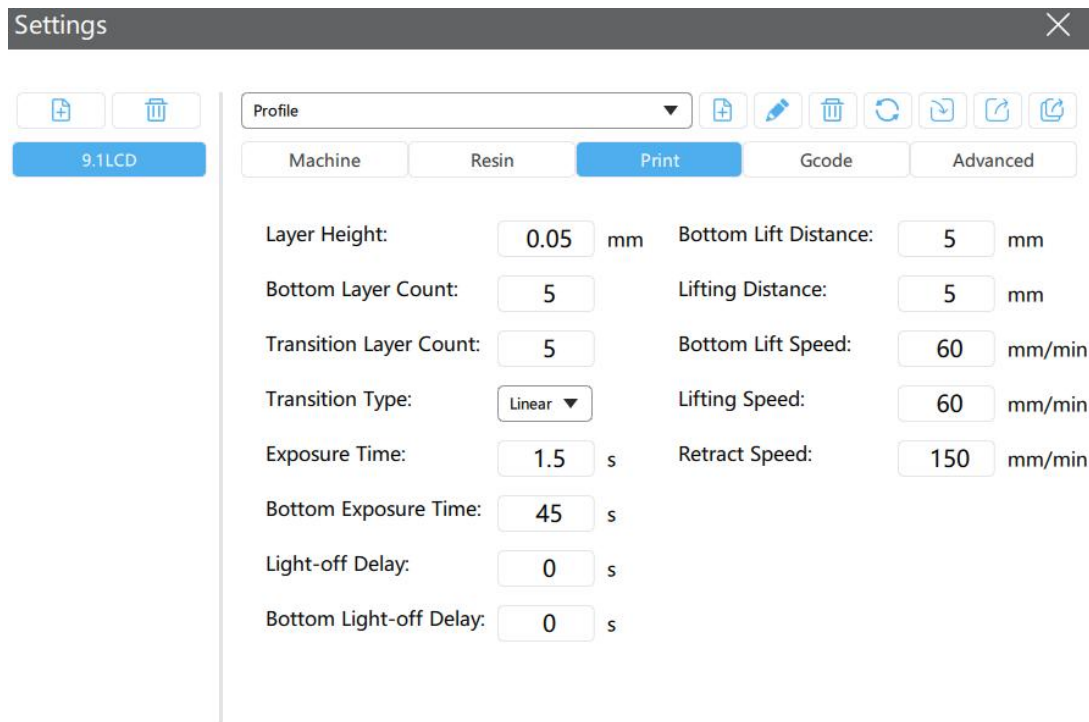 Settings
Profile
9.1LCD
Machine Resin Print Gcode Advanced
Layer Height: 0.05 mm Bottom Lift Distance: 5 mm
Bottom Layer Count: 5 Lifting Distance: 5 mm
Transition Layer Count: 5 Bottom Lift Speed: 60 mm/min
Transition Type: Linear Lifting Speed: 60 mm/min
Exposure Time: 1.5 s Retract Speed: 150 mm/min
Bottom Exposure Time: 45 s
Light-off Delay: 0 s
Bottom Light-off Delay: 0 s